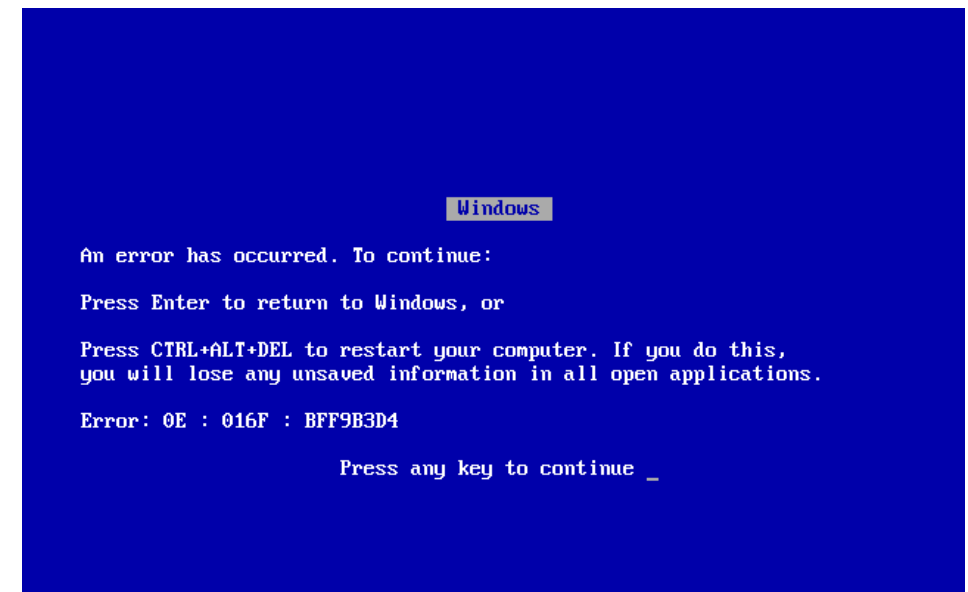 Windows
An error has occurred. To continue:
Press Enter to return to Windows, or
Press CTRL+ALT+DEL to restart your computer. If you do this,
you will lose any unsaved information in all open applications.
Error: 0E : 016F : BFF9B3D4
Press any key to continue _